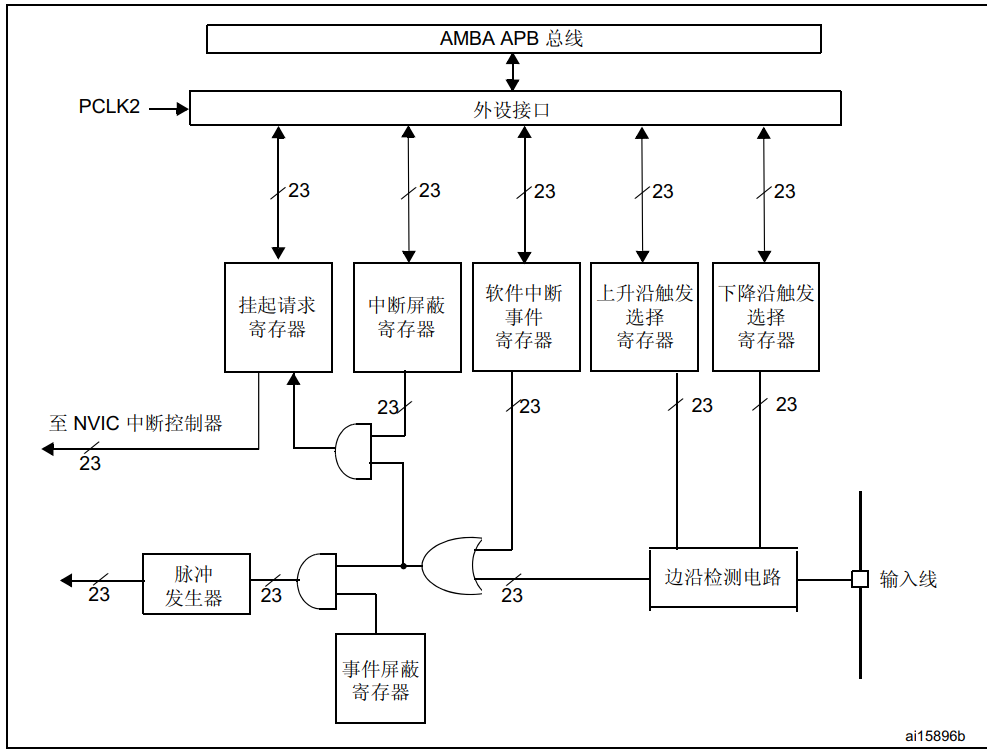 AMBA APB 总线
PCLK2
外设接口
23
23
23
23
23
挂起请求
寄存器
中断屏蔽
寄存器
软件中断
事件
寄存器
上升沿触发
选择
寄存器
下降沿触发
选择
寄存器
23
23
23
23
至 NVIC 中断控制器
23
脉冲
发生器
边沿检测电路
输入线
23
23
23
事件屏蔽
寄存器
ai15896b